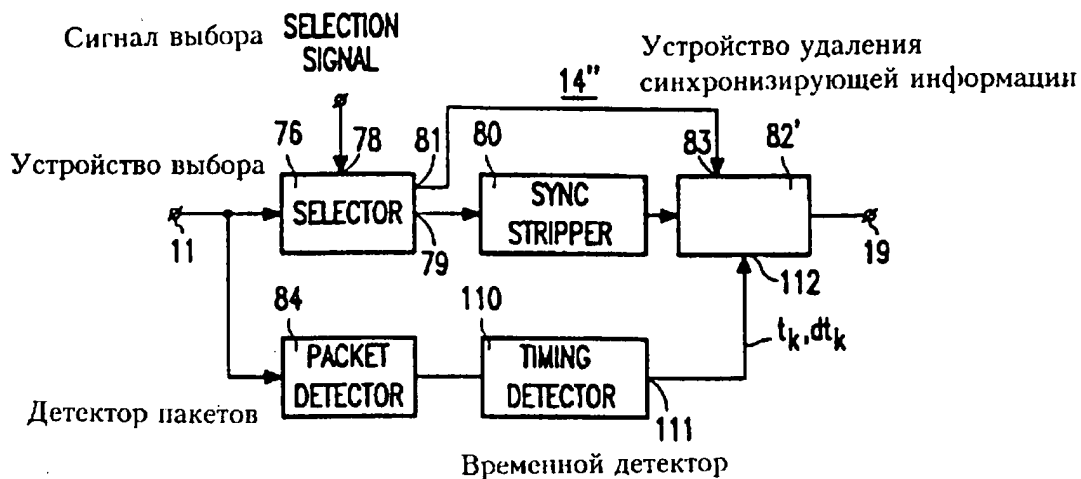 Сигнал выбора
SELECTION
SIGNAL
Устройство удаления
синхронизирующей информации
14"
76
78
81
80
83
82'
Устройство выбора
SELECTOR
SYNC
STRIPPER
11
79
19
112
84
110
t_k, dt_k
PACKET
DETECTOR
TIMING
DETECTOR
111
Детектор пакетов
Временной детектор